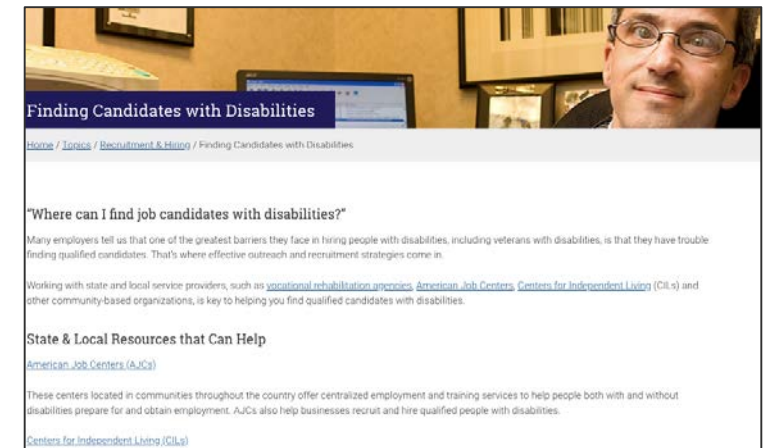 Finding Candidates with Disabilities
Home / Topics / Recruitment & Hiring / Finding Candidates with Disabilities
"Where can I find job candidates with disabilities?"
Many employers tell us that one of the greatest barriers they face in hiring people with disabilities, including veterans with disabilities, is that they have trouble
finding qualified candidates. That's where effective outreach and recruitment strategies come in.
Working with state and local service providers, such as vocational rehabilitation agencies, American Job Centers, Centers for Independent Living (CILs) and
other community-based organizations, is key to helping you find qualified candidates with disabilities.
State & Local Resources that Can Help
American Job Centers (AJCs)
These centers located in communities throughout the country offer centralized employment and training services to help people both with and without
disabilities prepare for and obtain employment. AJCs also help businesses recruit and hire qualified people with disabilities.
Centers for Independent Living (CILs)